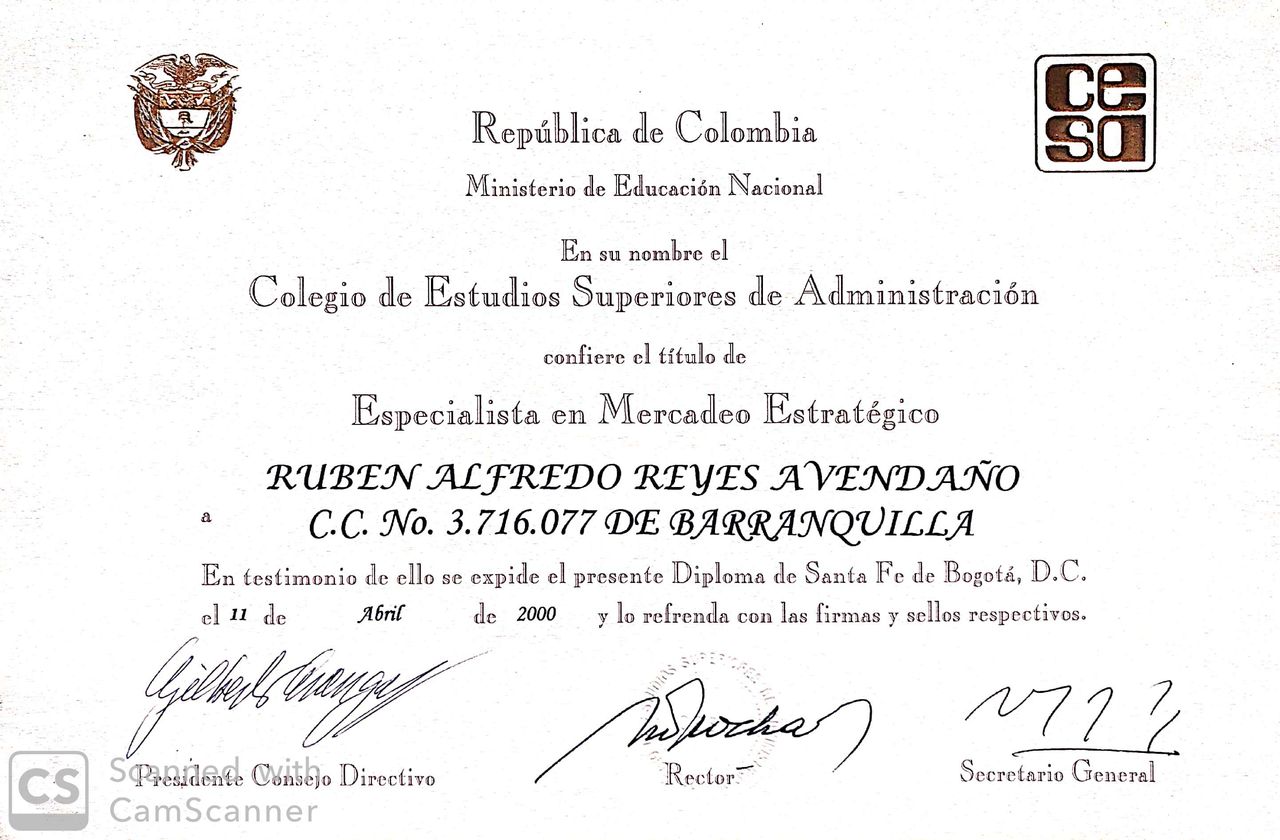 ce
sa
República de Colombia
Ministerio de Educación Nacional
En su nombre el
Colegio de Estudios Superiores de Administración
confiere el título de
Especialista en Mercadeo Estratégico
RUBEN ALFREDO REYES AVENDAÑO
a C.C. No. 3.716.077 DE BARRANQUILLA
En testimonio de ello se expide el presente Diploma de Santa Fe de Bogotá, D.C.
el 11 de Abril de 2000 y lo refrenda con las firmas y sellos respectivos.
Presidente Consejo Directivo
Rector
Secretario General
CS
Scanned with
CamScanner